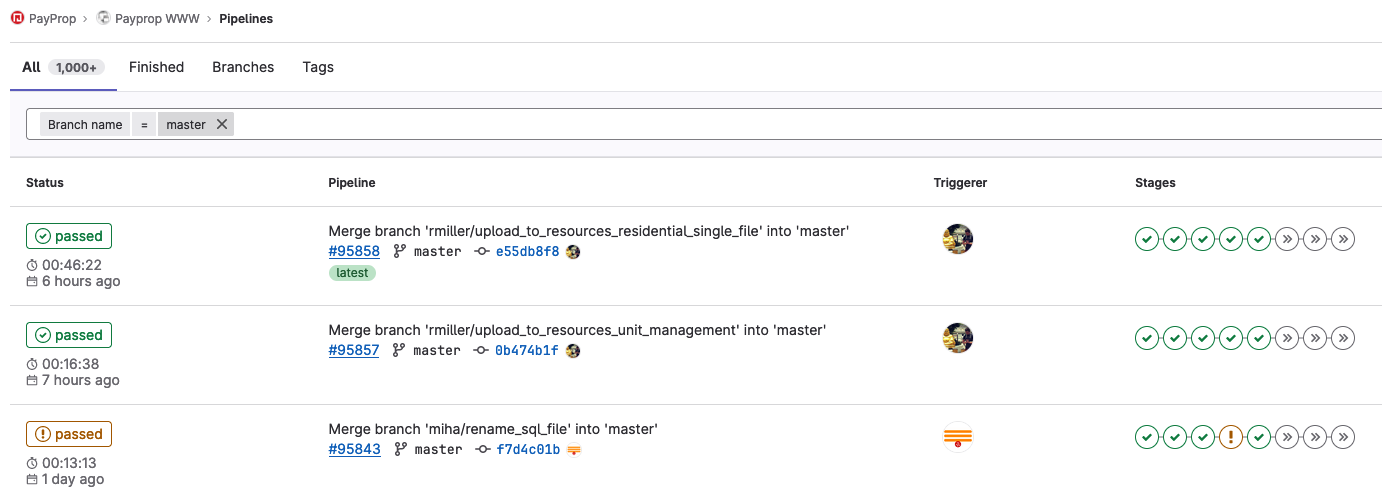 PayProp › Payprop WWW › Pipelines
All 1,000+ Finished Branches Tags
Branch name = master
Status Pipeline Triggerer Stages
passed
00:46:22
6 hours ago
Merge branch 'rmiller/upload_to_resources_residential_single_file' into 'master'
#95858 master e55db8f8
latest
passed
00:16:38
7 hours ago
Merge branch 'rmiller/upload_to_resources_unit_management' into 'master'
#95857 master 0b474b1f
passed
00:13:13
1 day ago
Merge branch 'miha/rename_sql_file' into 'master'
#95843 master f7d4c01b